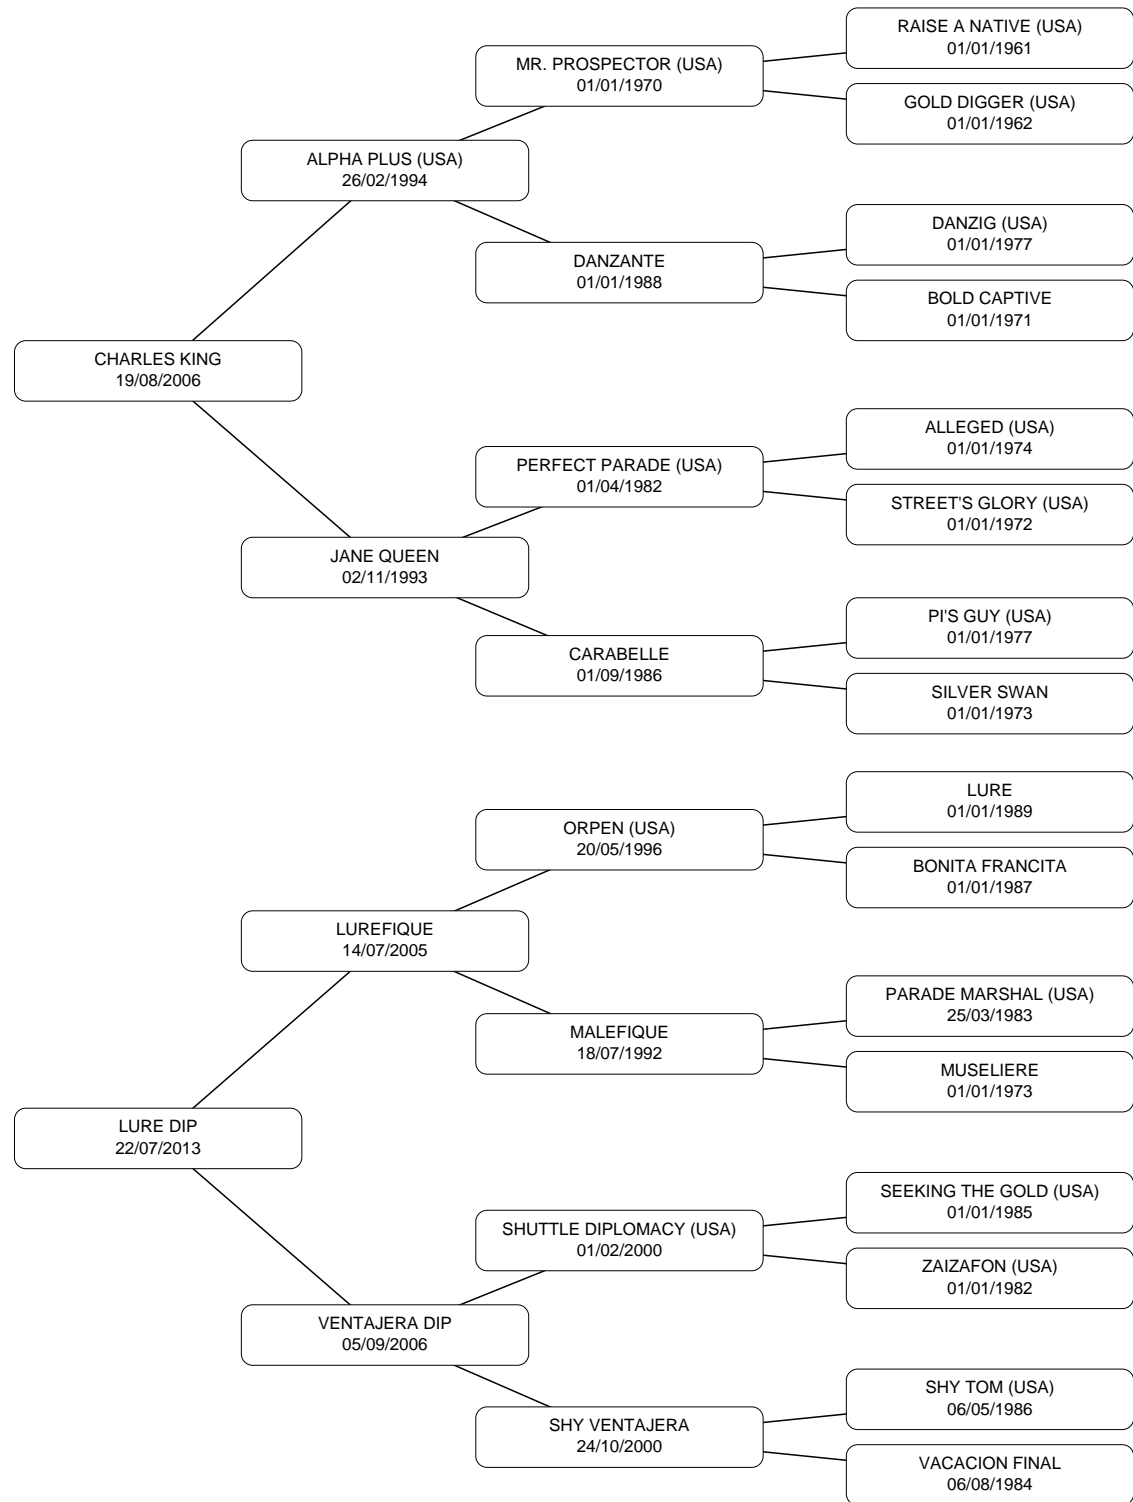 RAISE A NATIVE (USA)
01/01/1961
MR. PROSPECTOR (USA)
01/01/1970
GOLD DIGGER (USA)
01/01/1962
ALPHA PLUS (USA)
26/02/1994
DANZIG (USA)
01/01/1977
DANZANTE
01/01/1988
BOLD CAPTIVE
01/01/1971
CHARLES KING
19/08/2006
ALLEGED (USA)
01/01/1974
PERFECT PARADE (USA)
01/04/1982
STREET'S GLORY (USA)
01/01/1972
JANE QUEEN
02/11/1993
PI'S GUY (USA)
01/01/1977
CARABELLE
01/09/1986
SILVER SWAN
01/01/1973
LURE
01/01/1989
ORPEN (USA)
20/05/1996
BONITA FRANCITA
01/01/1987
LUREFIQUE
14/07/2005
PARADE MARSHAL (USA)
25/03/1983
MALEFIQUE
18/07/1992
MUSELIERE
01/01/1973
LURE DIP
22/07/2013
SEEKING THE GOLD (USA)
01/01/1985
SHUTTLE DIPLOMACY (USA)
01/02/2000
ZAIZAFON (USA)
01/01/1982
VENTAJERA DIP
05/09/2006
SHY TOM (USA)
06/05/1986
SHY VENTAJERA
24/10/2000
VACACION FINAL
06/08/1984